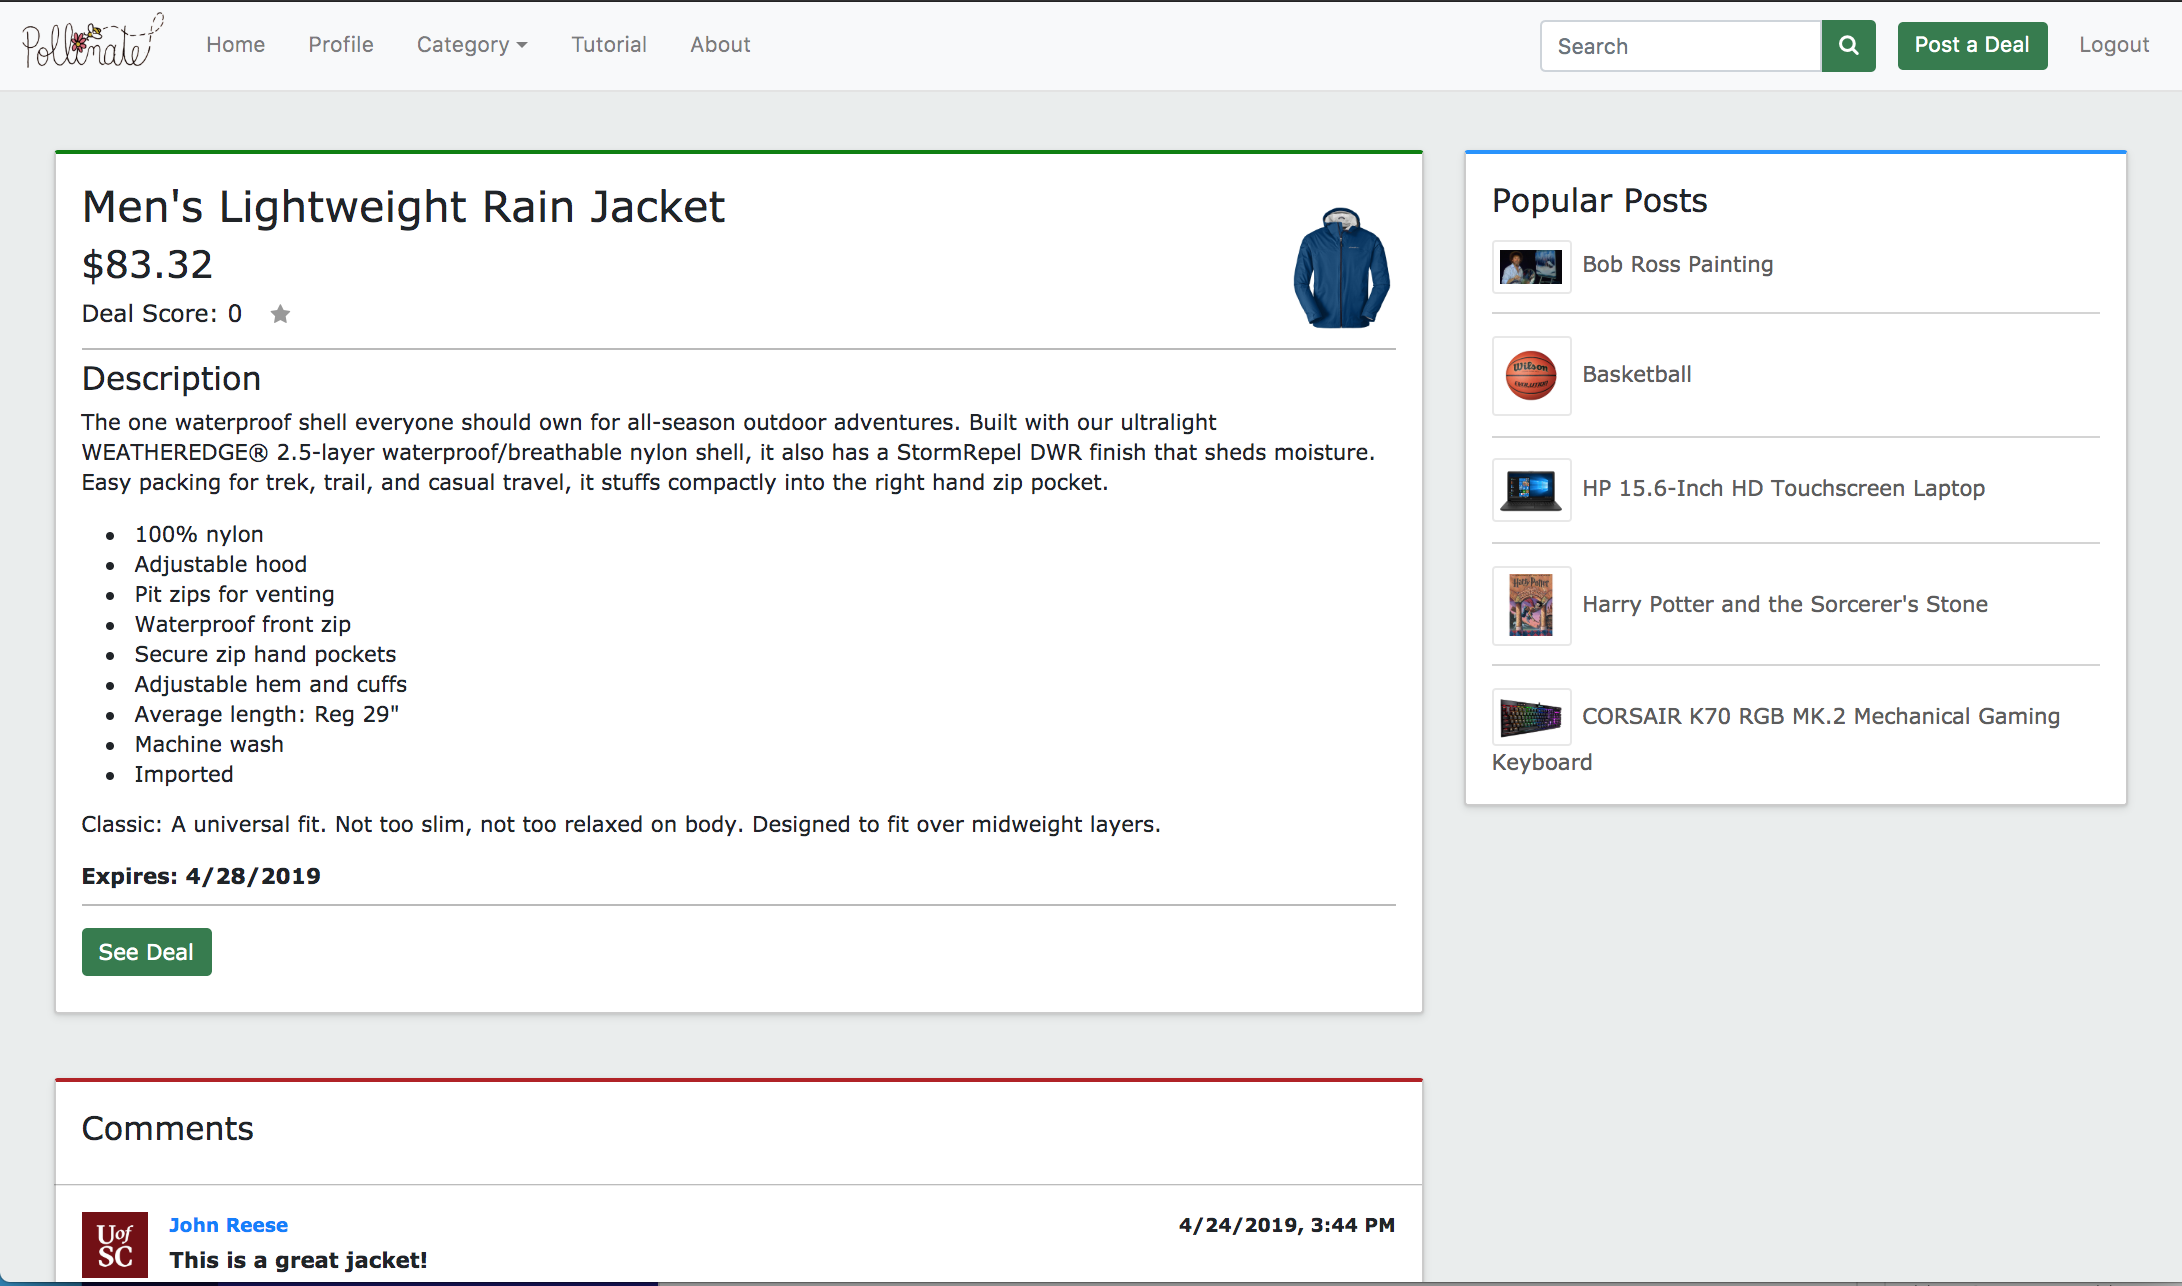 Pollinate
Home
Profile
Category
Tutorial
About
Search
Post a Deal
Logout
Men's Lightweight Rain Jacket
$83.32
Deal Score: 0
Description
The one waterproof shell everyone should own for all-season outdoor adventures. Built with our ultralight
WEATHEREDGE® 2.5-layer waterproof/breathable nylon shell, it also has a StormRepel DWR finish that sheds moisture.
Easy packing for trek, trail, and casual travel, it stuffs compactly into the right hand zip pocket.
100% nylon
Adjustable hood
Pit zips for venting
Waterproof front zip
Secure zip hand pockets
Adjustable hem and cuffs
Average length: Reg 29"
Machine wash
Imported
Classic: A universal fit. Not too slim, not too relaxed on body. Designed to fit over midweight layers.
Expires: 4/28/2019
See Deal
Popular Posts
Bob Ross Painting
Wilson
EVOLUTION
Basketball
HP 15.6-Inch HD Touchscreen Laptop
Harry Potter
Harry Potter and the Sorcerer's Stone
CORSAIR K70 RGB MK.2 Mechanical Gaming
Keyboard
Comments
U of
SC
John Reese
4/24/2019, 3:44 PM
This is a great jacket!